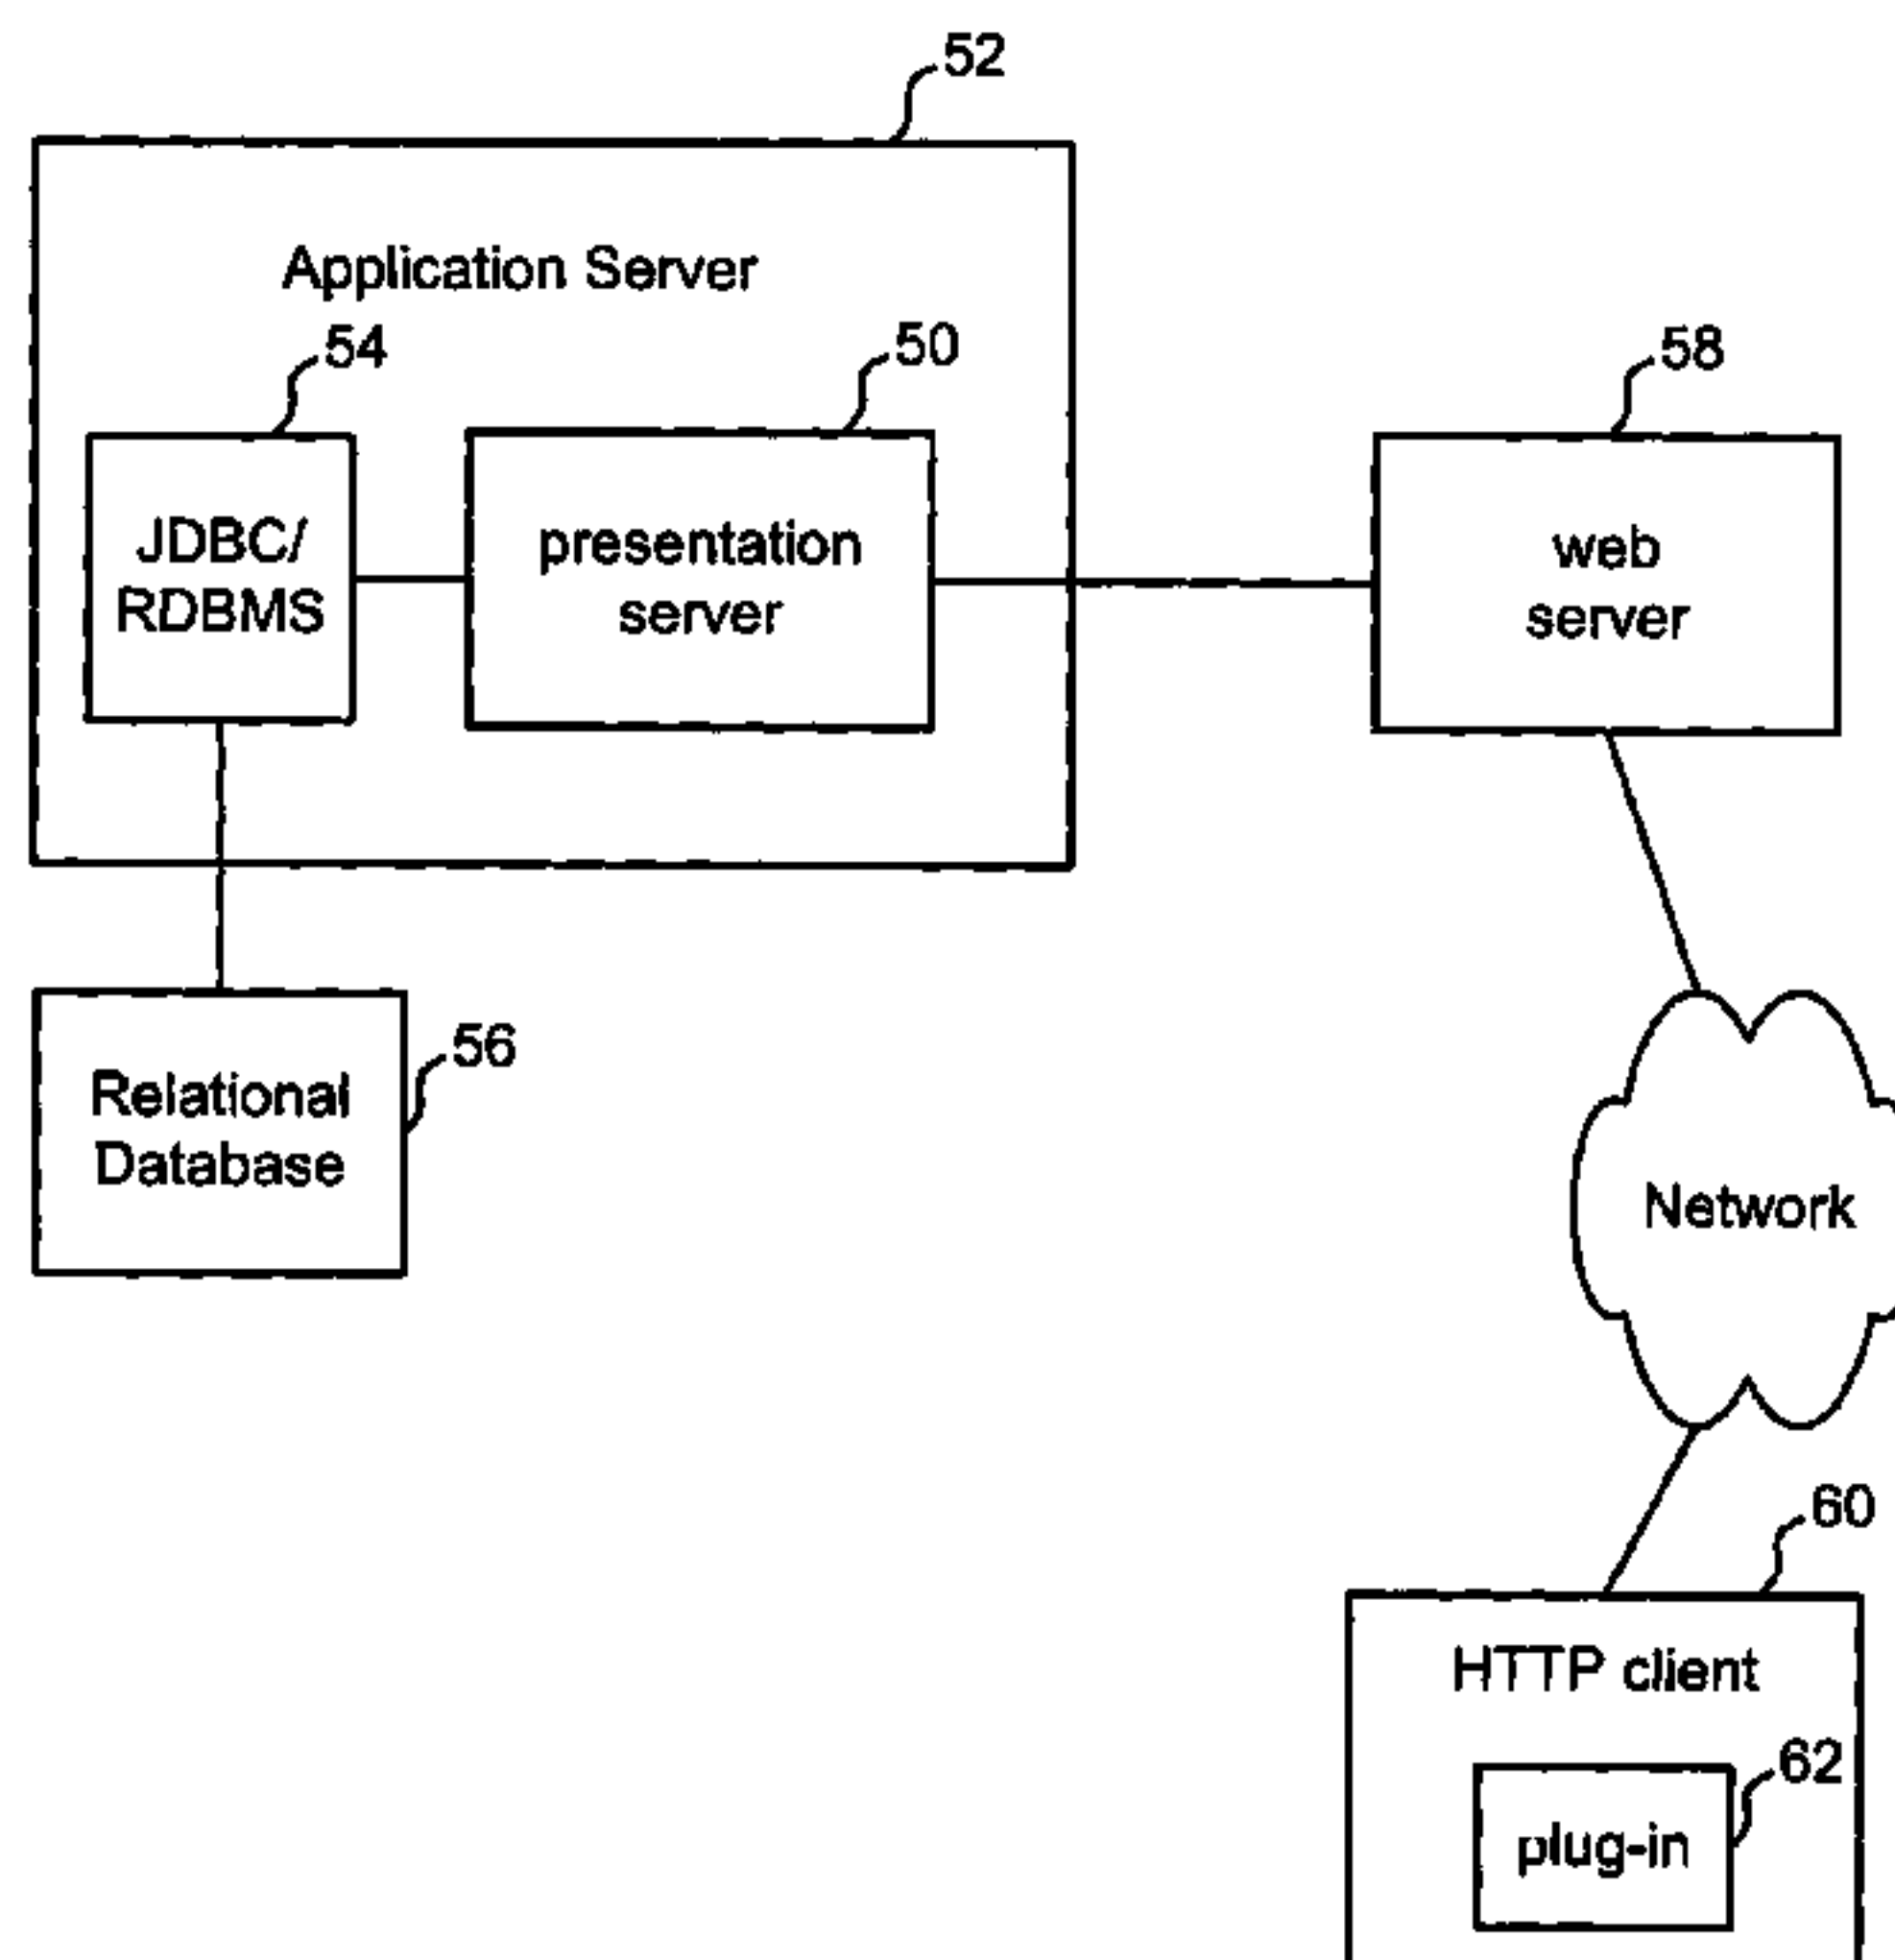 52
Application Server
54
50
58
JDBC/
RDBMS
presentation
server
web
server
56
Relational
Database
Network
60
HTTP client
62
plug-in